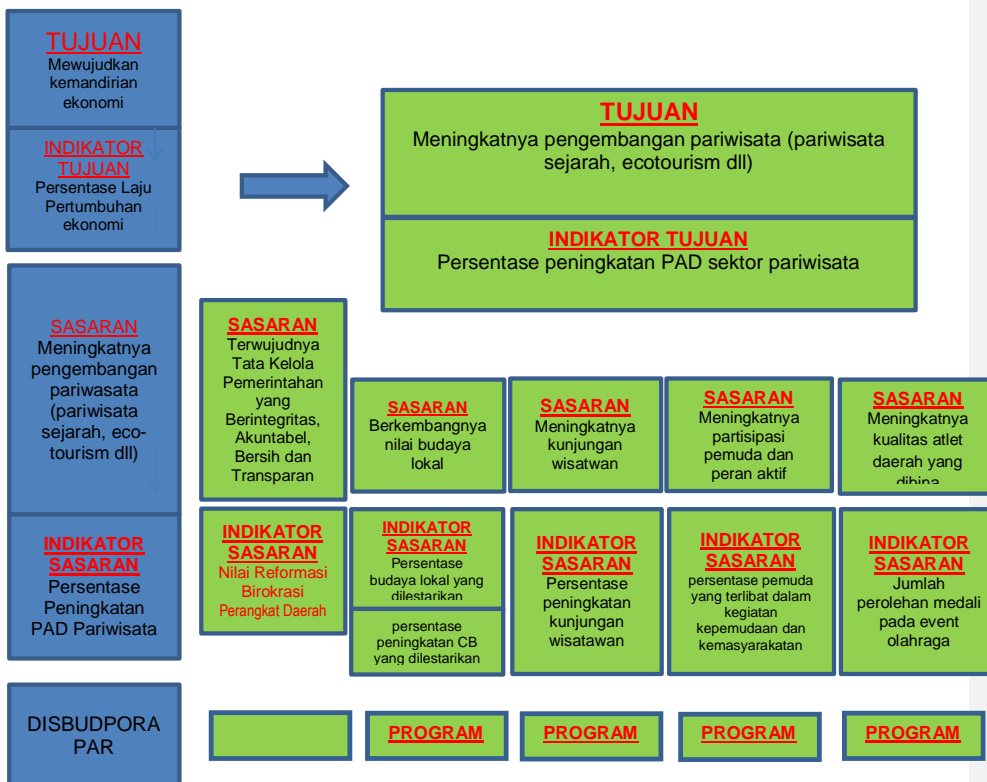 TUJUAN
Mewujudkan
kemandirian
ekonomi
INDIKATOR
TUJUAN
Persentase Laju
Pertumbuhan
ekonomi
TUJUAN
Meningkatnya pengembangan pariwisata (pariwisata
sejarah, ecotourism dll)
INDIKATOR TUJUAN
Persentase peningkatan PAD sektor pariwisata
SASARAN
Meningkatnya
pengembangan
pariwasata
(pariwisata
sejarah, eco-
tourism dll)
SASARAN
Terwujudnya
Tata Kelola
Pemerintahan
yang
Berintegritas,
Akuntabel,
Bersih dan
Transparan
SASARAN
Berkembangnya
nilai budaya
lokal
SASARAN
Meningkatnya
kunjungan
wisatwan
SASARAN
Meningkatnya
partisipasi
pemuda dan
peran aktif
SASARAN
Meningkatnya
kualitas atlet
daerah yang
dibina
INDIKATOR
SASARAN
Persentase
Peningkatan
PAD Pariwisata
INDIKATOR
SASARAN
Nilai Reformasi
Birokrasi
Perangkat Daerah
INDIKATOR
SASARAN
Persentase
budaya lokal yang
dilestarikan
persentase
peningkatan CB
yang dilestarikan
INDIKATOR
SASARAN
Persentase
peningkatan
kunjungan
wisatawan
INDIKATOR
SASARAN
persentase pemuda
yang terlibat dalam
kegiatan
kepemudaan dan
kemasyarakatan
INDIKATOR
SASARAN
Jumlah
perolehan medali
pada event
olahraga
DISBUDPORA
PAR
PROGRAM
PROGRAM
PROGRAM
PROGRAM